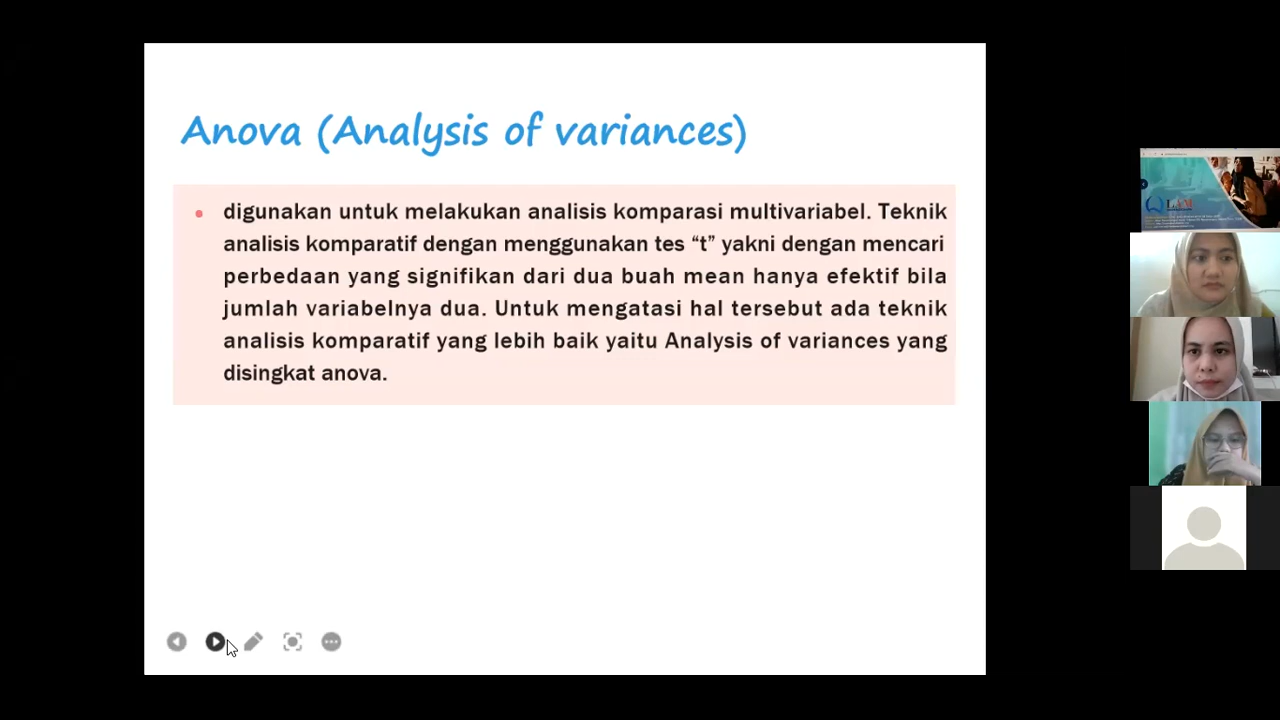 Anova (Analysis of variances)
• digunakan untuk melakukan analisis komparasi multivariabel. Teknik
analisis komparatif dengan menggunakan tes “t” yakni dengan mencari
perbedaan yang signifikan dari dua buah mean hanya efektif bila
jumlah variabelnya dua. Untuk mengatasi hal tersebut ada teknik
analisis komparatif yang lebih baik yaitu Analysis of variances yang
disingkat anova.